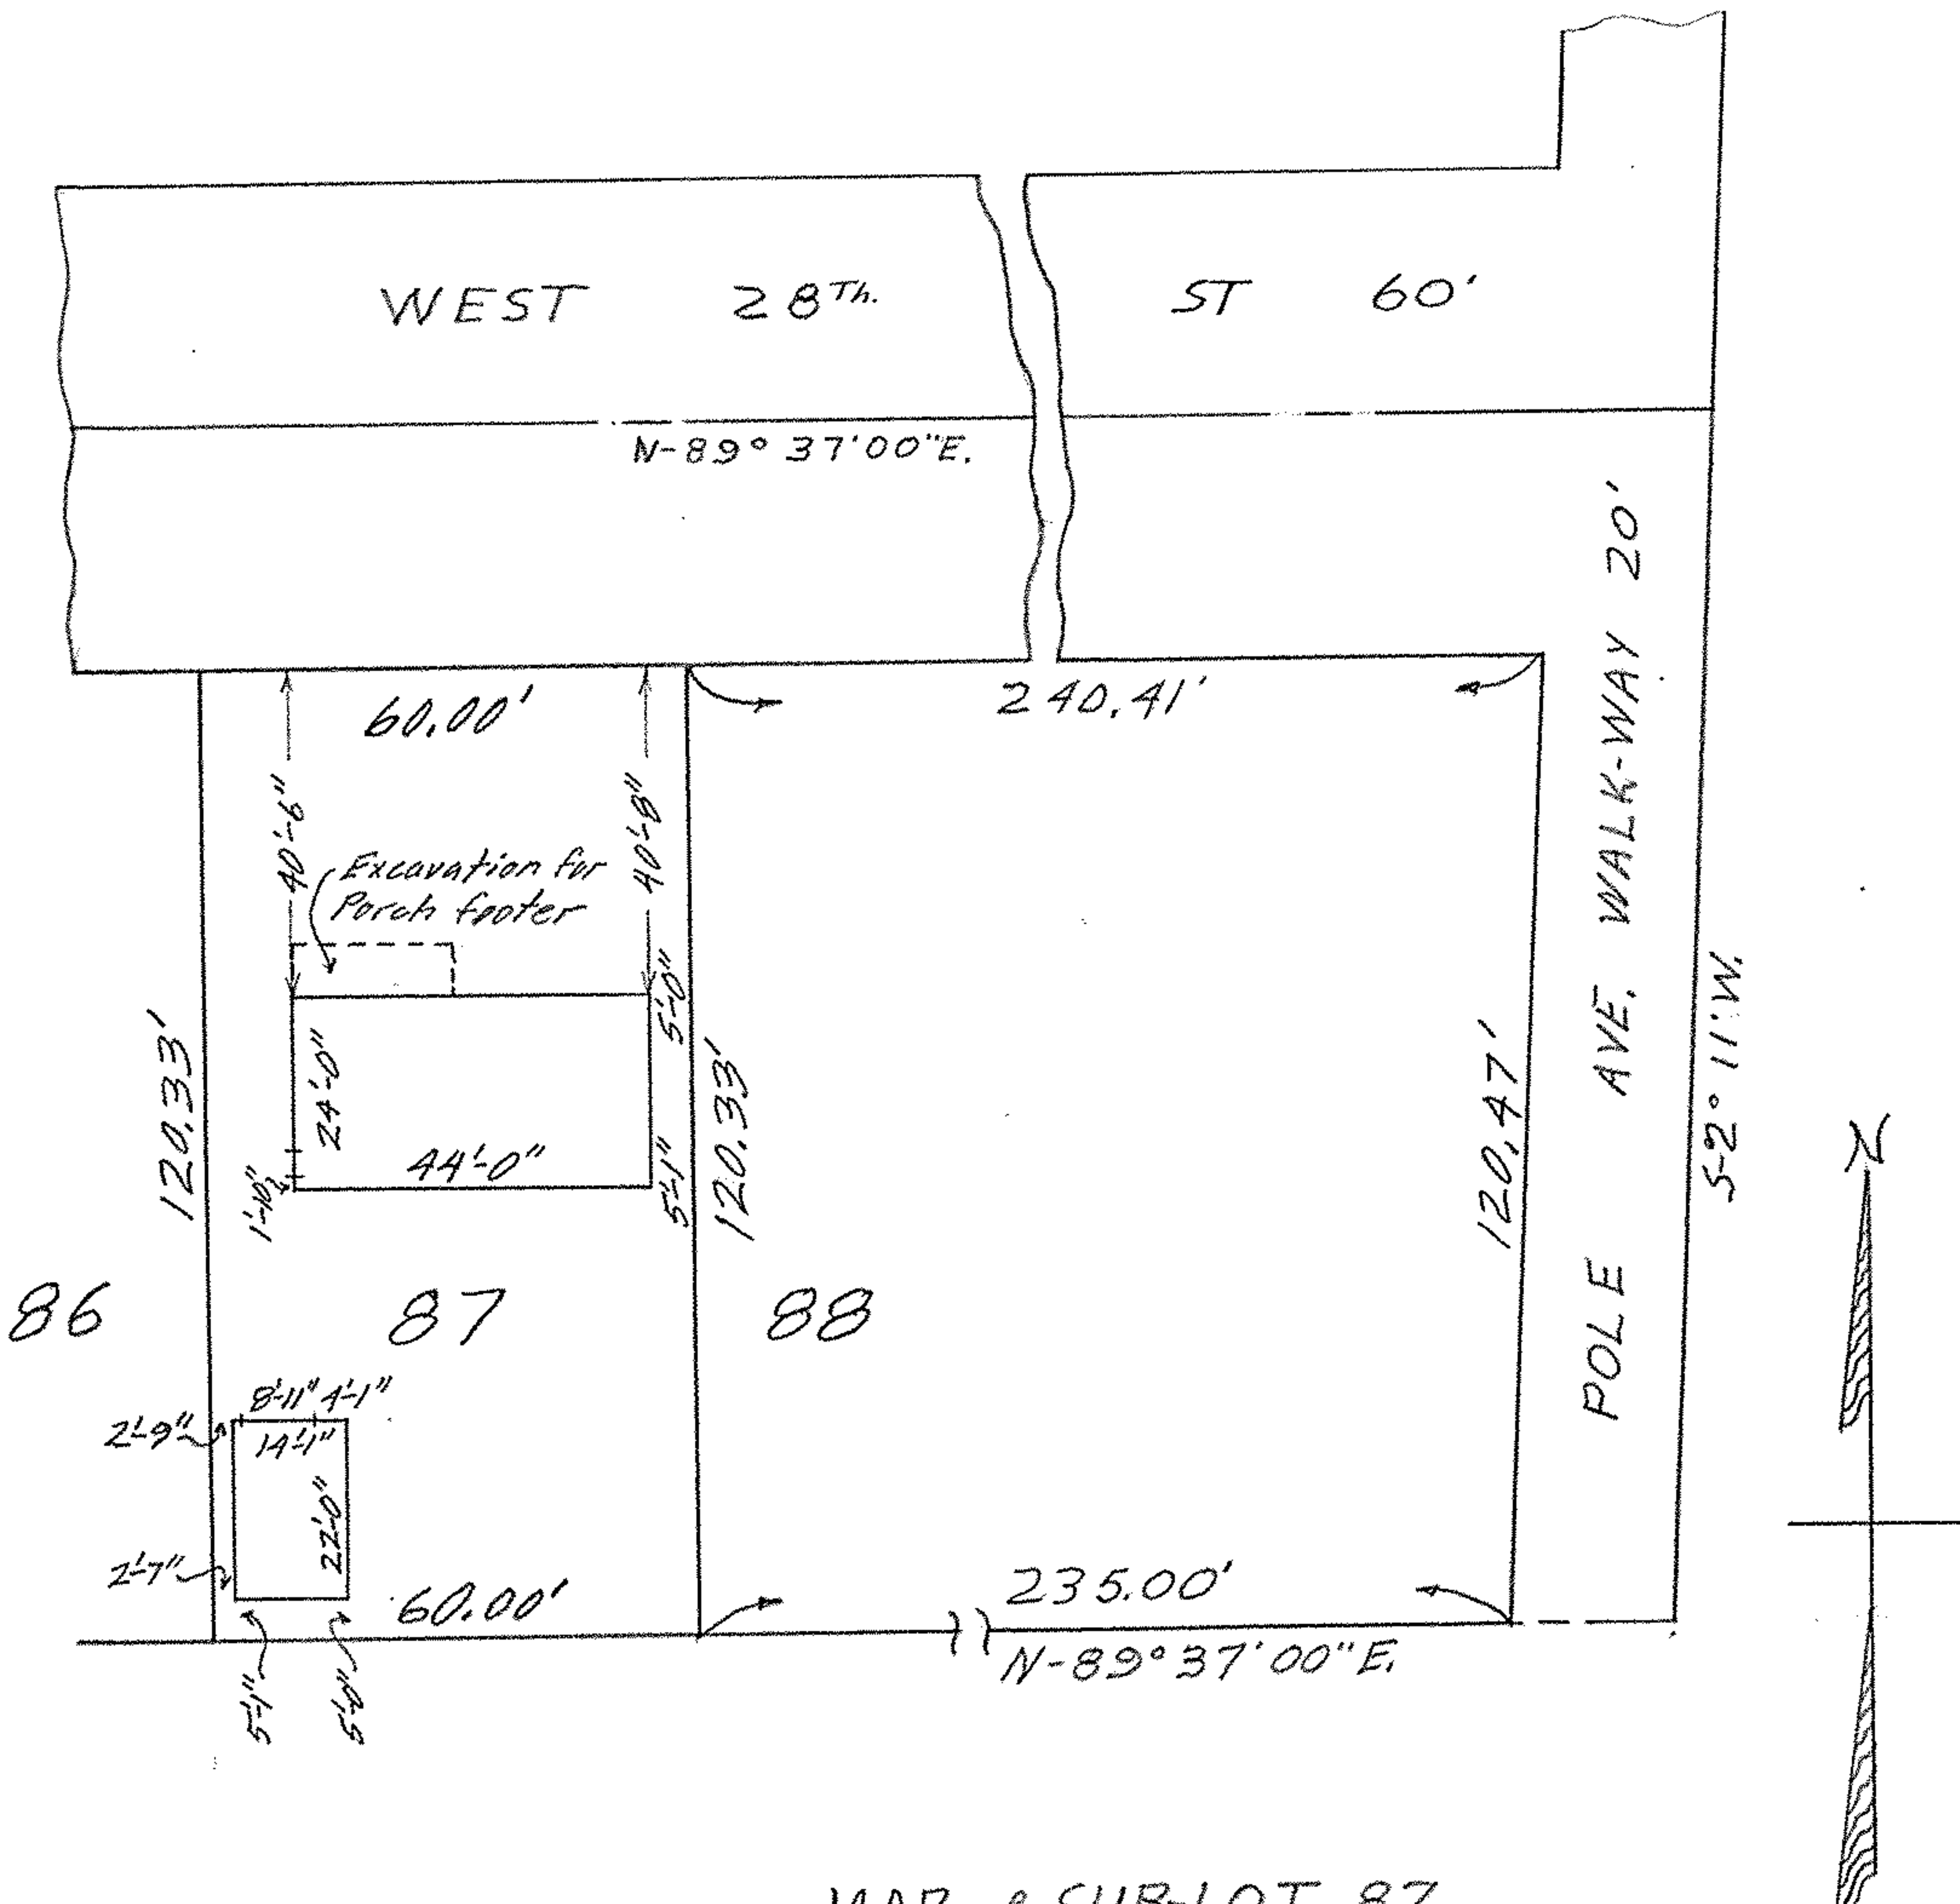 WEST 28Th. ST 60'
N-89° 37'00"E.
60.00'
240.41'
40'-6"
40'-8"
Excavation for
Porch footer
POLE AVE. WALK-WAY 20'
S-2° 11' W.
120.33'
24'-0"
44'-0"
1'-10"
5'-0"
5'-1"
120.33'
120.47'
N
86
87
88
8'-11" 4'-1"
14'-1"
2'-9"
22'-0"
2'-7"
60.00'
235.00'
N-89° 37'00"E.
5'-1"
5'-0"
SUB-LOT 87